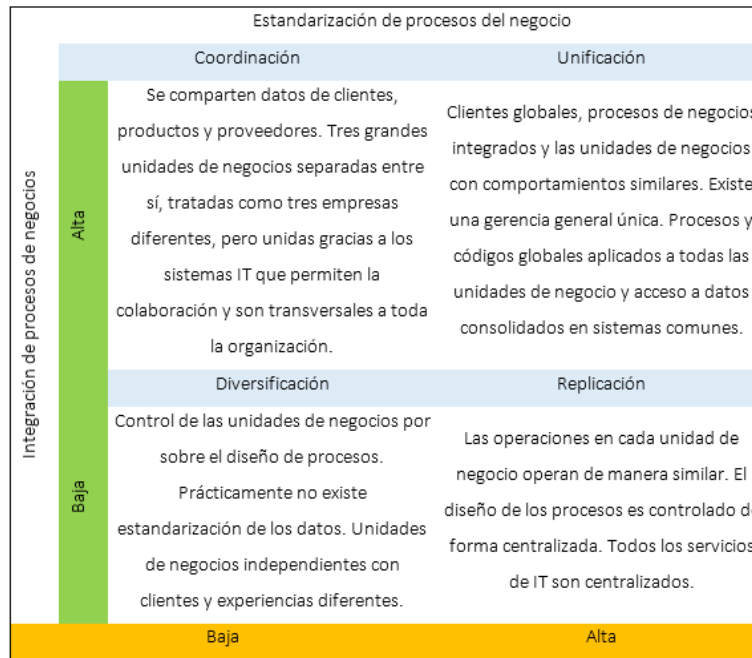 Estandarización de procesos del negocio
Coordinación
Unificación
Integración de procesos de negocios
Alta
Se comparten datos de clientes,
productos y proveedores. Tres grandes
unidades de negocios separadas entre
sí, tratadas como tres empresas
diferentes, pero unidas gracias a los
sistemas IT que permiten la
colaboración y son transversales a toda
la organización.
Clientes globales, procesos de negocios
integrados y las unidades de negocios
con comportamientos similares. Existe
una gerencia general única. Procesos y
códigos globales aplicados a todas las
unidades de negocio y acceso a datos
consolidados en sistemas comunes.
Diversificación
Replicación
Baja
Control de las unidades de negocios por
sobre el diseño de procesos.
Prácticamente no existe
estandarización de los datos. Unidades
de negocios independientes con
clientes y experiencias diferentes.
Las operaciones en cada unidad de
negocio operan de manera similar. El
diseño de los procesos es controlado de
forma centralizada. Todos los servicios
de IT son centralizados.
Baja
Alta